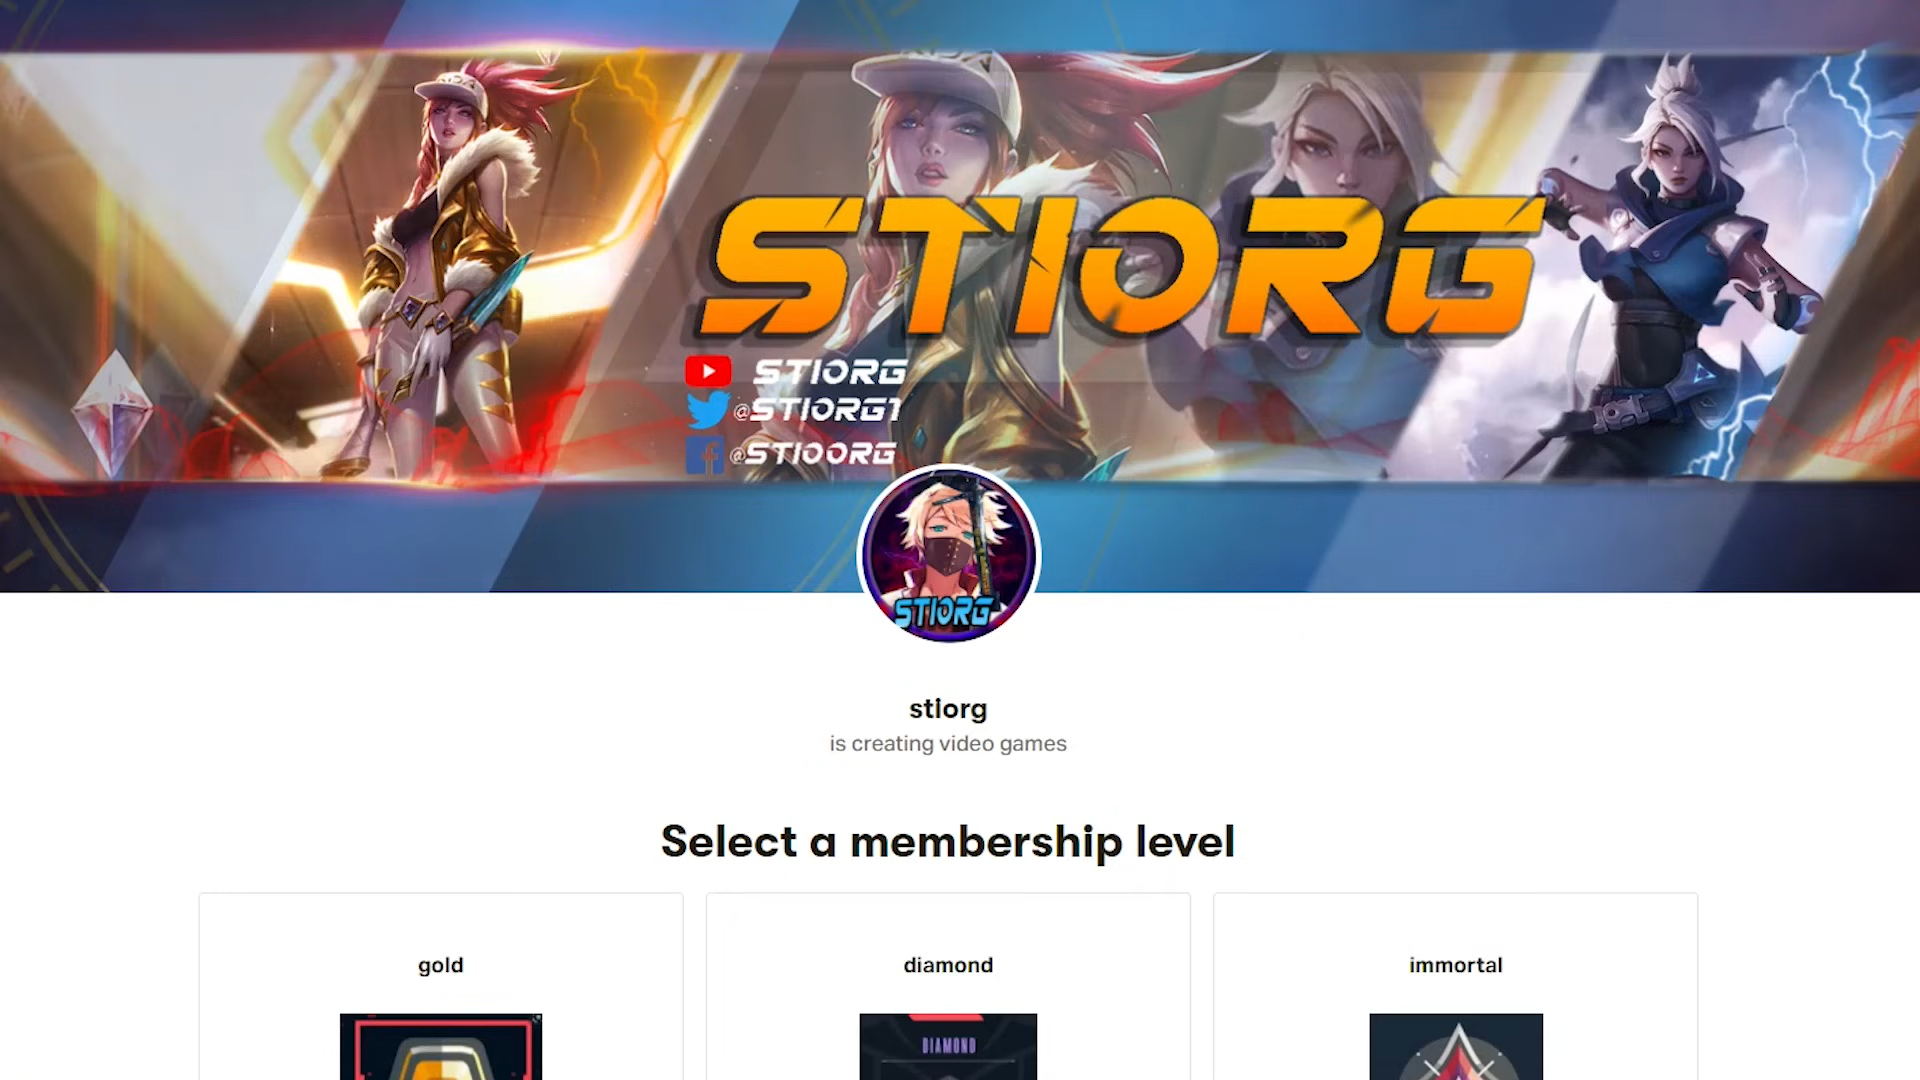 STIORG
STIORG
@STIORG1
@STIOORG
STIORG
stiorg
is creating video games
Select a membership level
gold
diamond
immortal
DIAMOND